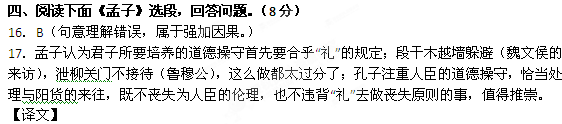 四、阅读下面《孟子》选段，回答问题。（8 分）
16. B（句意理解错误，属于强加因果。）
17. 孟子认为君子所要培养的道德操守首先要合乎“礼”的规定；段干木越墙躲避（魏文侯的
来访），泄柳关门不接待（鲁穆公），这么做都太过分了；孔子注重人臣的道德操守，恰当处
理与阳货的来往，既不丧失为人臣的伦理，也不违背“礼”去做丧失原则的事，值得推崇。
【译文】